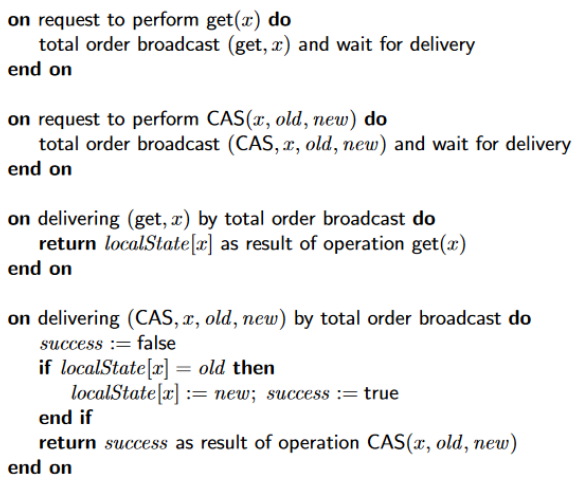 on request to perform get(x) do
total order broadcast (get, x) and wait for delivery
end on
on request to perform CAS(x, old, new) do
total order broadcast (CAS, x, old, new) and wait for delivery
end on
on delivering (get, x) by total order broadcast do
return localState[x] as result of operation get(x)
end on
on delivering (CAS, x, old, new) by total order broadcast do
success := false
if localState[x] = old then
localState[x] := new; success := true
end if
return success as result of operation CAS(x, old, new)
end on